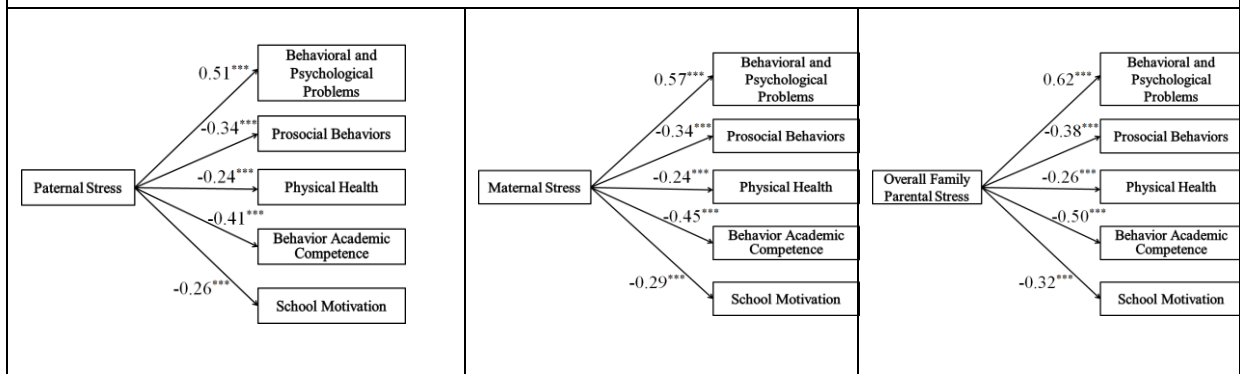 Paternal Stress
0.51***
-0.34***
-0.24***
-0.41***
-0.26***
Behavioral and
Psychological
Problems
Prosocial Behaviors
Physical Health
Behavior Academic
Competence
School Motivation
Maternal Stress
0.57***
-0.34***
-0.24***
-0.45***
-0.29***
Behavioral and
Psychological
Problems
Prosocial Behaviors
Physical Health
Behavior Academic
Competence
School Motivation
Overall Family
Parental Stress
0.62***
-0.38***
-0.26***
-0.50***
-0.32***
Behavioral and
Psychological
Problems
Prosocial Behaviors
Physical Health
Behavior Academic
Competence
School Motivation